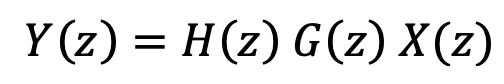 Y(z) = H(z) G(z) X(z)